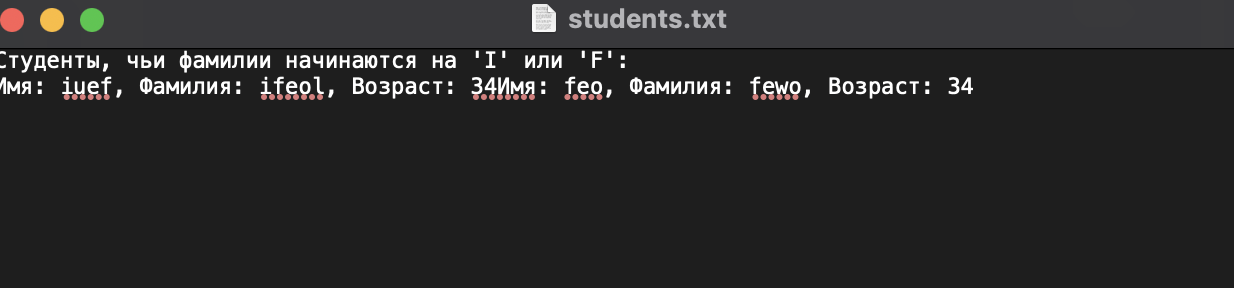 students.txt
Студенты, чьи фамилии начинаются на 'I' или 'F':
Имя: iuef, Фамилия: ifeol, Возраст: 34Имя: feo, Фамилия: fewo, Возраст: 34